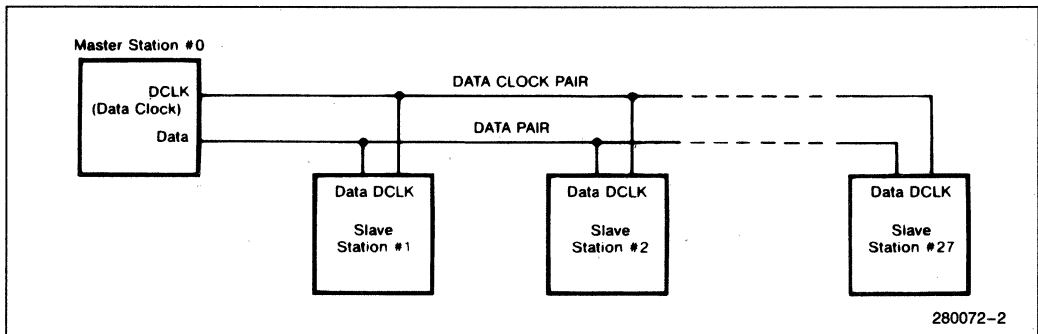 Master Station #0
DCLK
(Data Clock)
Data
DATA CLOCK PAIR
DATA PAIR
Data DCLK
Slave
Station #1
Data DCLK
Slave
Station #2
Data DCLK
Slave
Station #27
280072-2